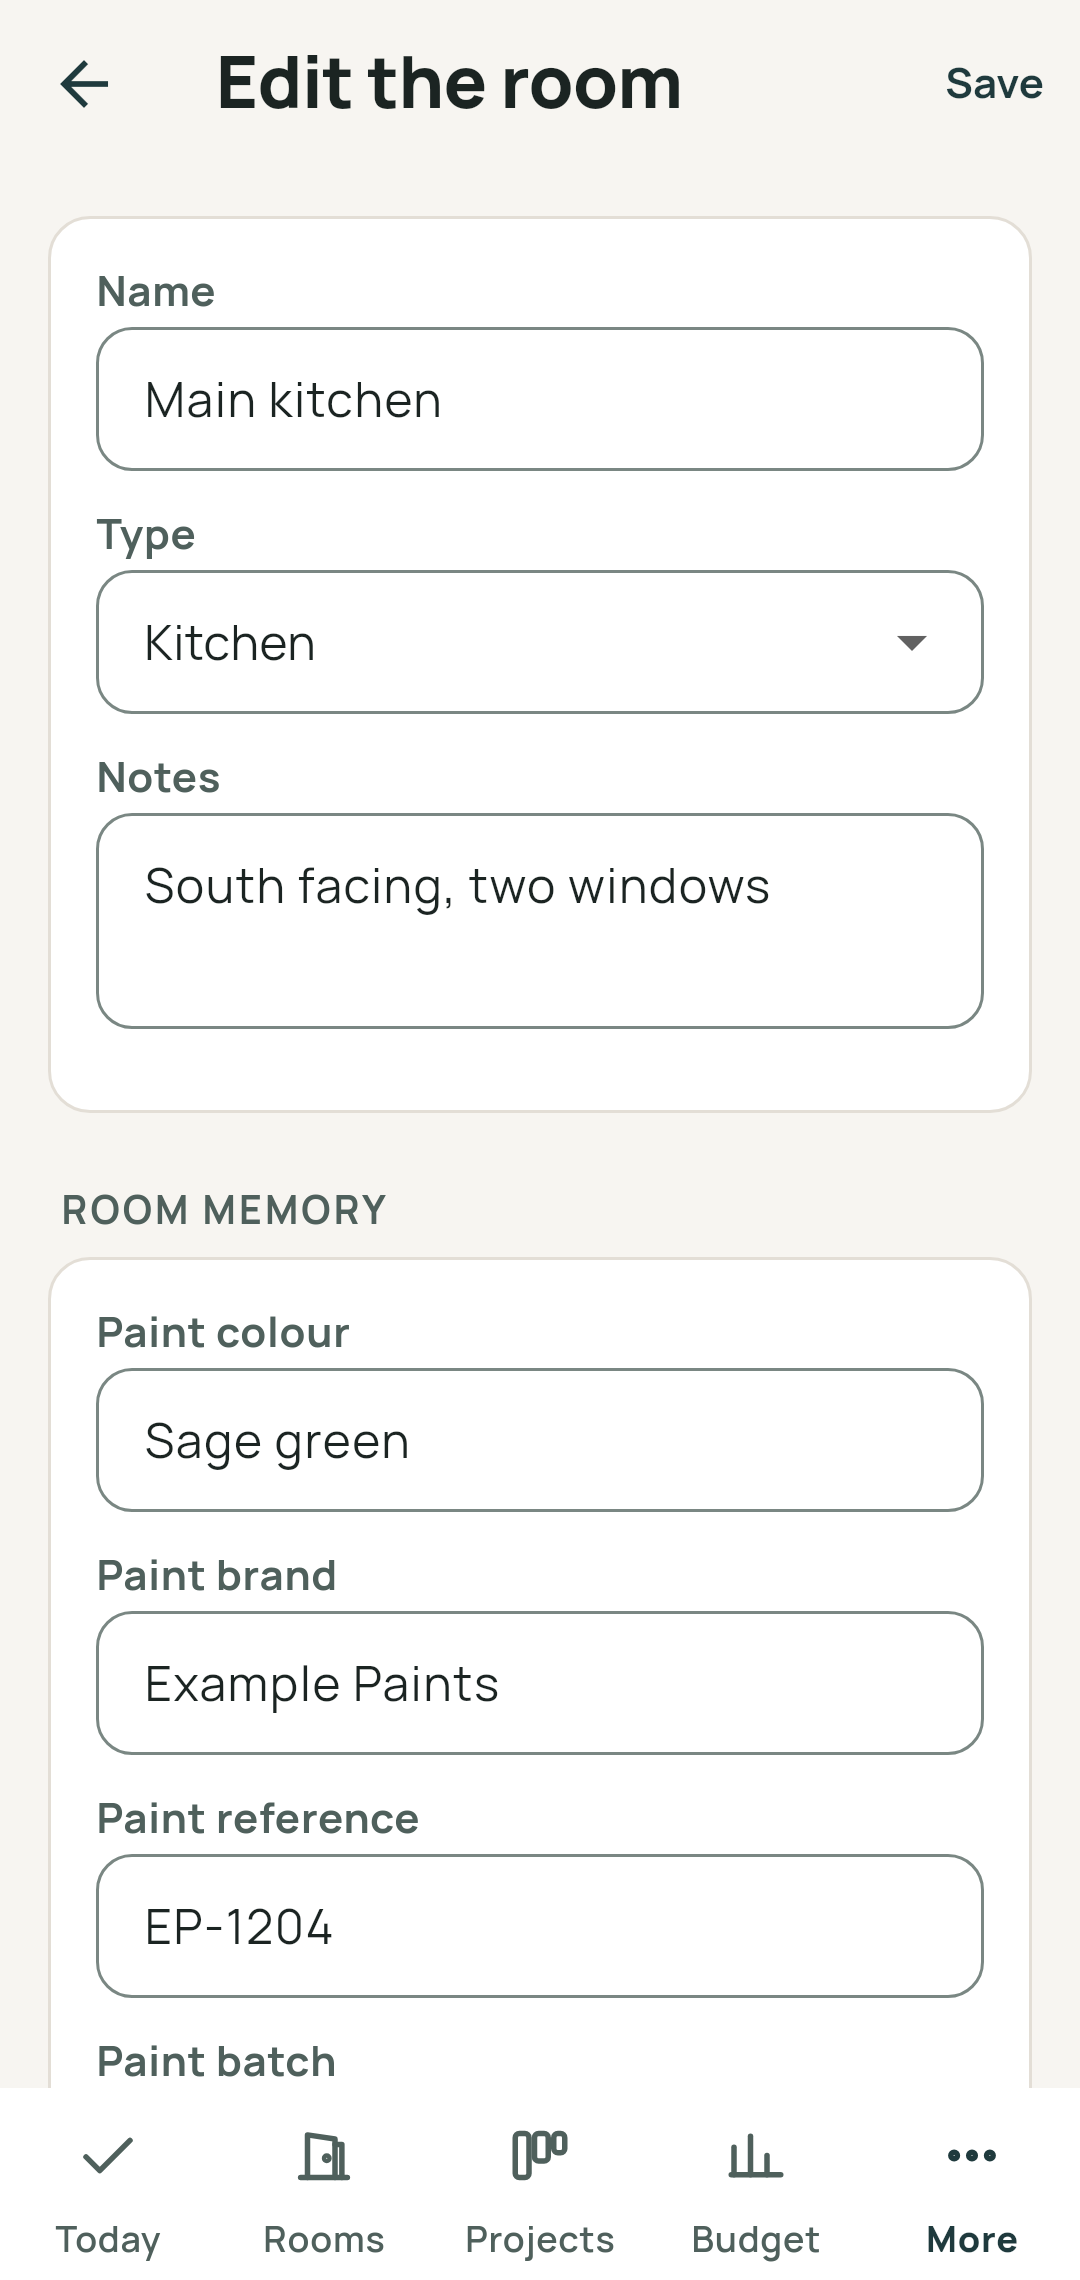 Edit the room
Save
Name
Main kitchen
Type
Kitchen
Notes
South facing, two windows
ROOM MEMORY
Paint colour
Sage green
Paint brand
Example Paints
Paint reference
EP-1204
Paint batch
Today
Rooms
Projects
Budget
More